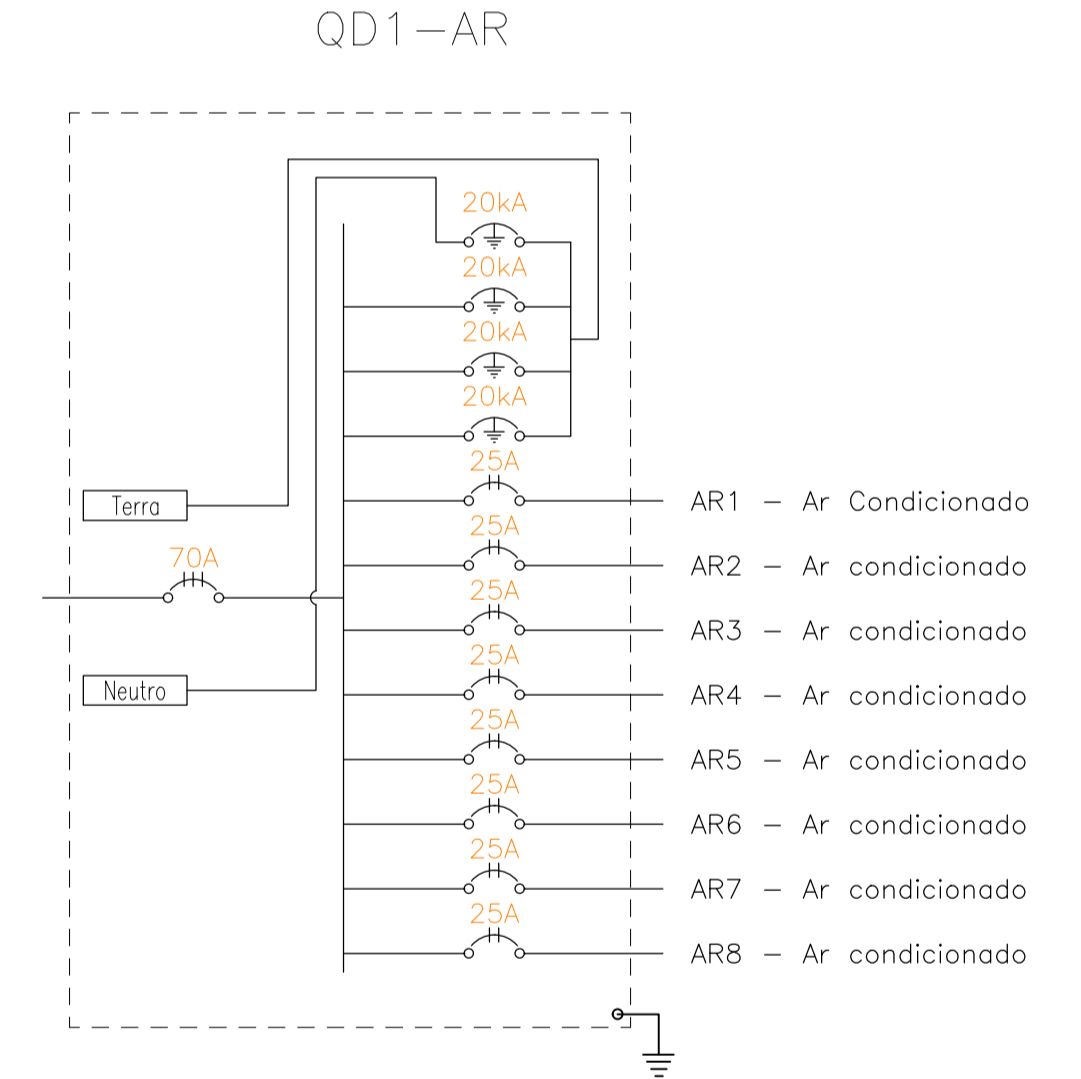 QD1-AR
20kA
20kA
20kA
20kA
25A
Terra
AR1 - Ar Condicionado
25A
70A
AR2 - Ar condicionado
25A
AR3 - Ar condicionado
25A
Neutro
AR4 - Ar condicionado
25A
AR5 - Ar condicionado
25A
AR6 - Ar condicionado
25A
AR7 - Ar condicionado
25A
AR8 - Ar condicionado